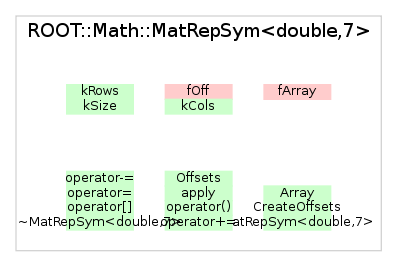 ROOT::Math::MatRepSym<double,7>
kRows
kSize
fOff
kCols
fArray
operator-=
operator=
operator[]
~MatRepSym<double,7>
Offsets
apply
operator()
operator+=
Array
CreateOffsets
atRepSym<double,7>